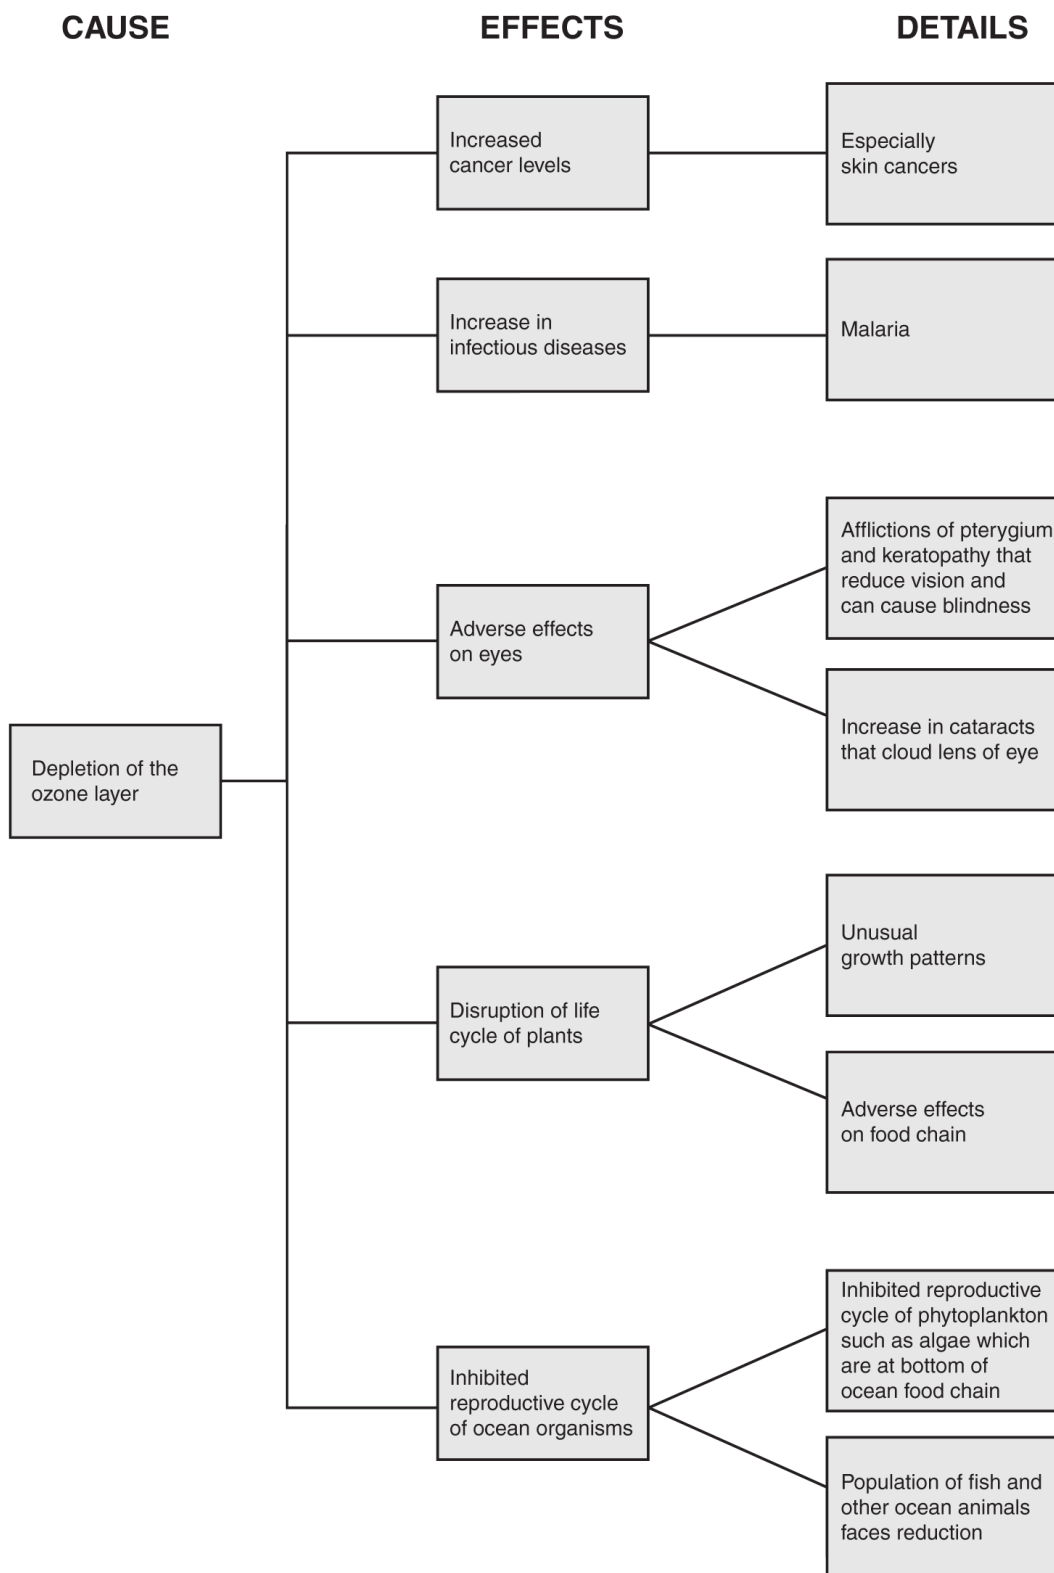 CAUSE
EFFECTS
DETAILS
Increased
cancer levels
Especially
skin cancers
Increase in
infectious diseases
Malaria
Adverse effects
on eyes
Afflictions of pterygium
and keratopathy that
reduce vision and
can cause blindness
Increase in cataracts
that cloud lens of eye
Depletion of the
ozone layer
Disruption of life
cycle of plants
Unusual
growth patterns
Adverse effects
on food chain
Inhibited
reproductive cycle
of ocean organisms
Inhibited reproductive
cycle of phytoplankton
such as algae which
are at bottom of
ocean food chain
Population of fish and
other ocean animals
faces reduction